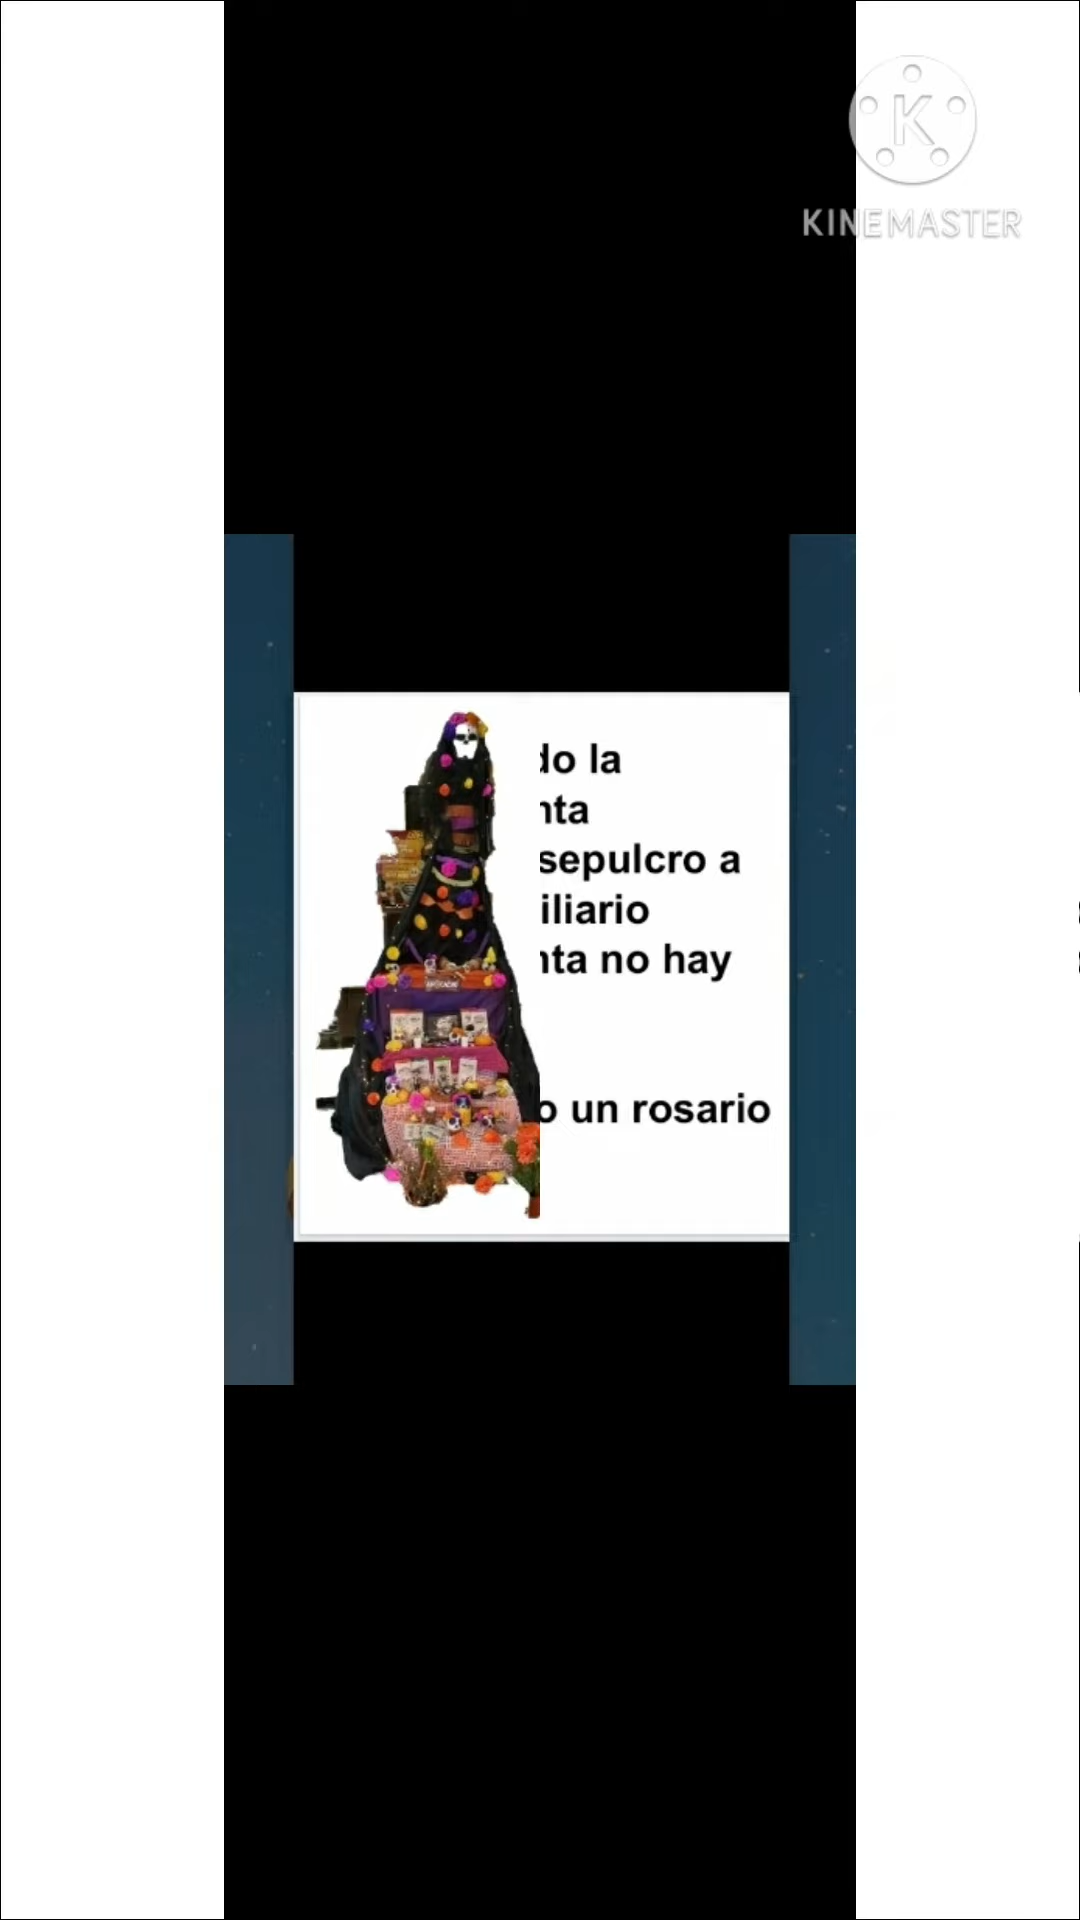 KINEMASTER
do la
nta
sepulcro a
iliario
nta no hay
o un rosario